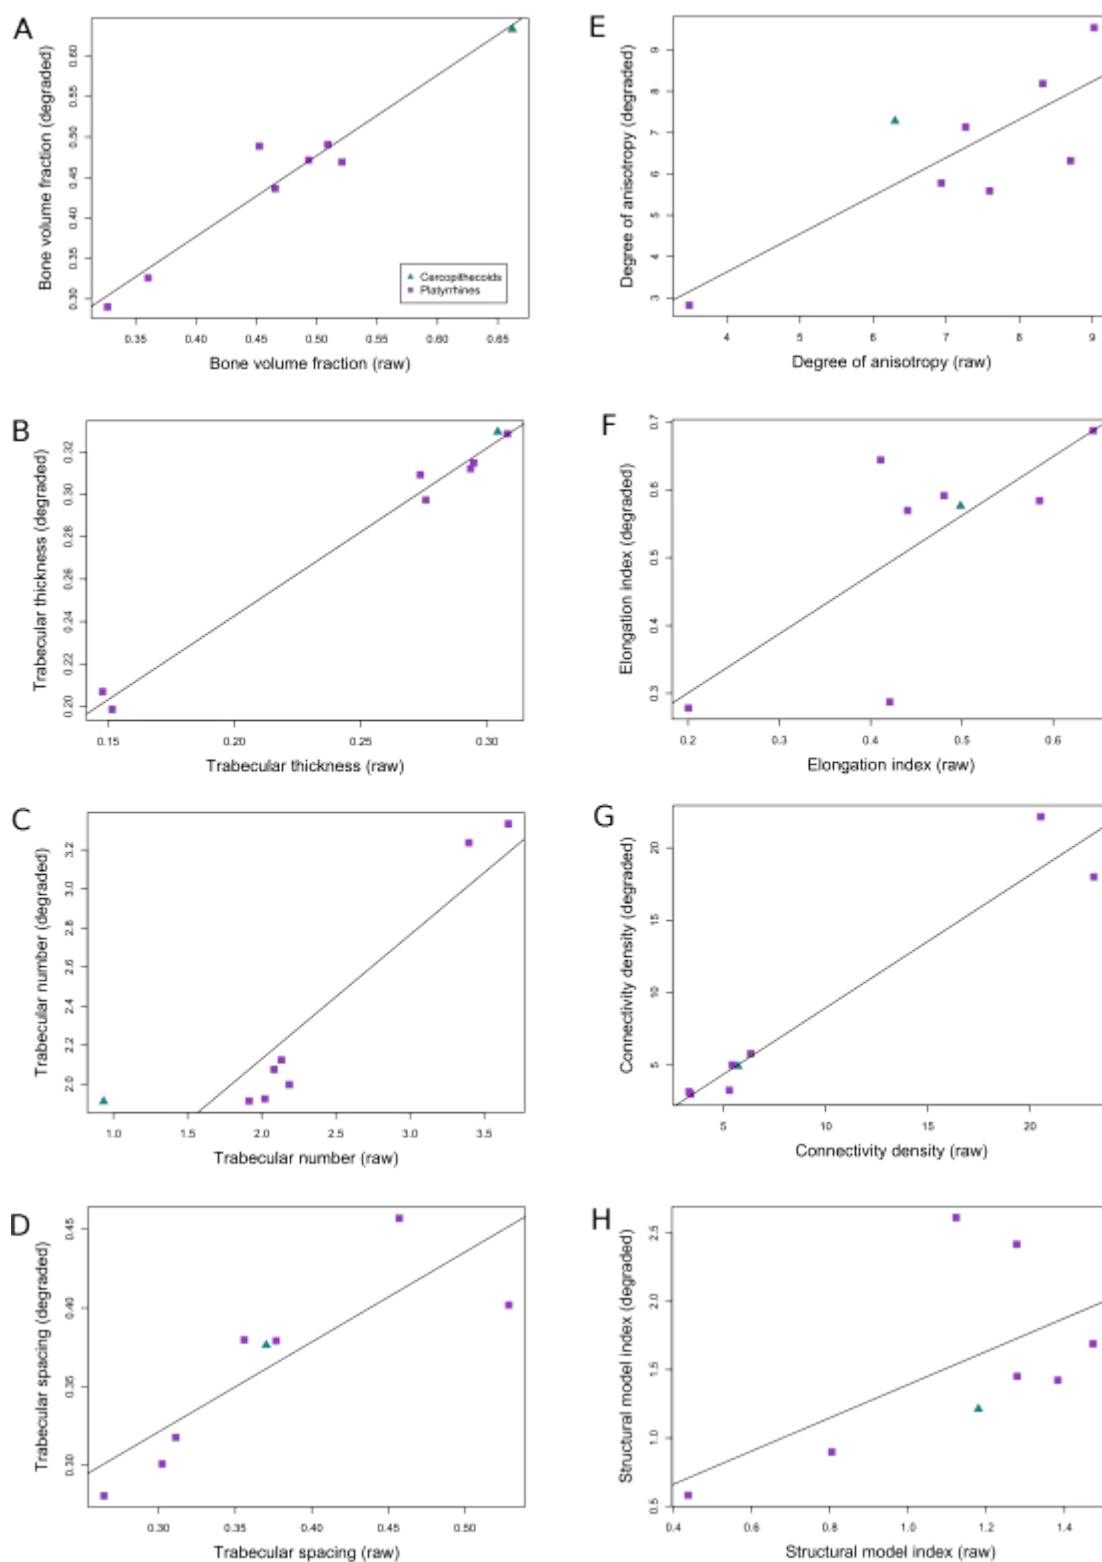 A
Bone volume fraction (degraded)
0.30 0.35 0.40 0.45 0.50 0.55 0.60
Cercopithecoids
Platyrrhines
0.35 0.40 0.45 0.50 0.55 0.60 0.65
Bone volume fraction (raw)
B
Trabecular thickness (degraded)
0.20 0.22 0.24 0.26 0.28 0.30 0.32
0.15 0.20 0.25 0.30
Trabecular thickness (raw)
C
Trabecular number (degraded)
2.0 2.2 2.4 2.6 2.8 3.0 3.2
1.0 1.5 2.0 2.5 3.0 3.5
Trabecular number (raw)
D
Trabecular spacing (degraded)
0.30 0.35 0.40 0.45
0.30 0.35 0.40 0.45 0.50
Trabecular spacing (raw)
E
Degree of anisotropy (degraded)
3 4 5 6 7 8 9
4 5 6 7 8 9
Degree of anisotropy (raw)
F
Elongation index (degraded)
0.3 0.4 0.5 0.6 0.7
0.2 0.3 0.4 0.5 0.6
Elongation index (raw)
G
Connectivity density (degraded)
5 10 15 20
5 10 15 20
Connectivity density (raw)
H
Structural model index (degraded)
0.5 1.0 1.5 2.0 2.5
0.4 0.6 0.8 1.0 1.2 1.4
Structural model index (raw)